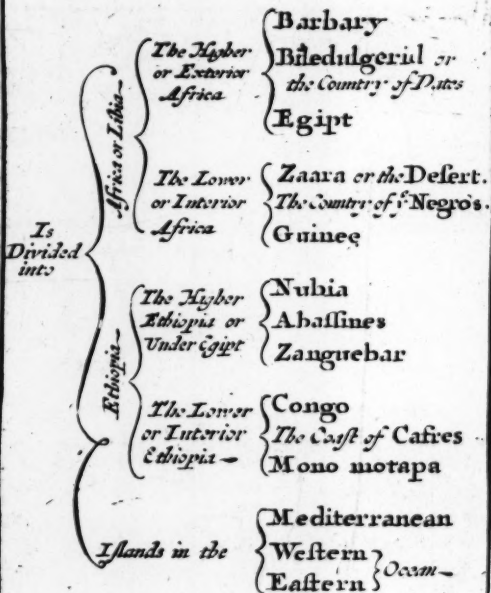 Is
Divided
into
Africa or Libia
The Higher
or Exterior
Africa
Barbary
Biledulgerid or
the Country of Dates
Egipt
The Lower
or Interior
Africa
Zaara or the Deſert.
The Country of yᵉ Negro's.
Guinee
Ethiopia
The Higher
Ethiopia or
Under Egipt
Nubia
Abaſſines
Zanguebar
The Lower
or Interior
Ethiopia
Congo
The Coaſt of Cafres
Mono motapa
Iſlands in the
Mediterranean
Weſtern
Eaſtern
Ocean